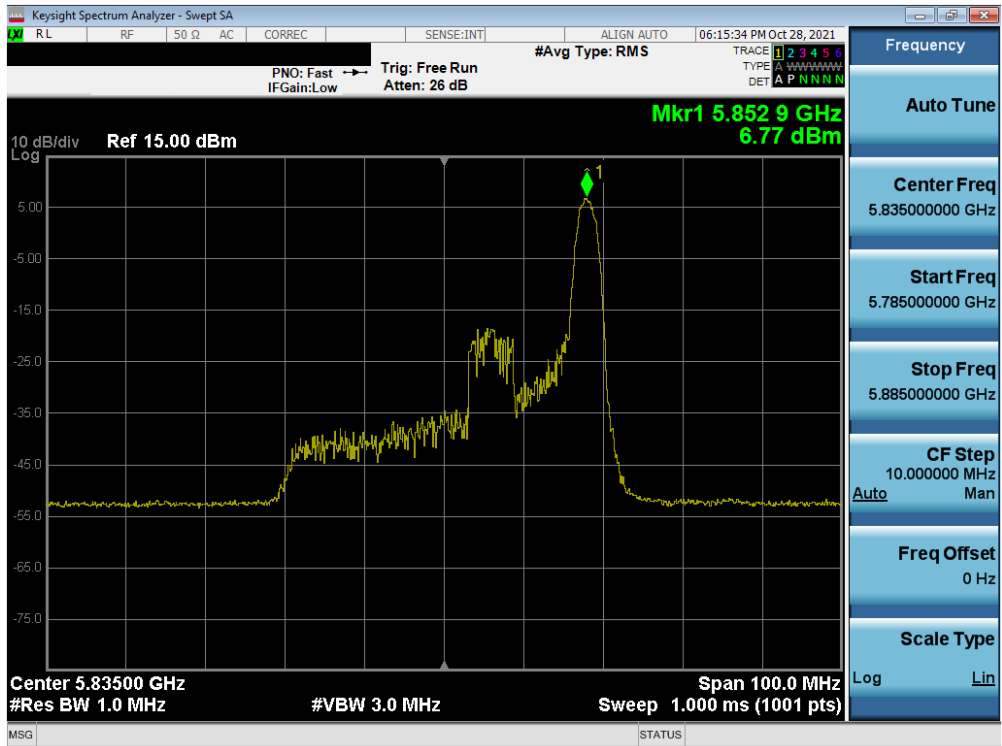 Keysight Spectrum Analyzer - Swept SA
LXI RL RF 50 Ω AC CORREC SENSE:INT ALIGN AUTO 06:15:34 PM Oct 28, 2021
PNO: Fast
IFGain:Low
Trig: Free Run
Atten: 26 dB
#Avg Type: RMS
TRACE 1 2 3 4 5 6
TYPE A WWWWW
DET A P N N N N
Mkr1 5.852 9 GHz
6.77 dBm
10 dB/div Ref 15.00 dBm
Log
1
5.00
-5.00
-15.0
-25.0
-35.0
-45.0
-55.0
-65.0
-75.0
Center 5.83500 GHz Span 100.0 MHz
#Res BW 1.0 MHz #VBW 3.0 MHz Sweep 1.000 ms (1001 pts)
MSG STATUS
Frequency
Auto Tune
Center Freq
5.835000000 GHz
Start Freq
5.785000000 GHz
Stop Freq
5.885000000 GHz
CF Step
10.000000 MHz
Auto Man
Freq Offset
0 Hz
Scale Type
Log Lin